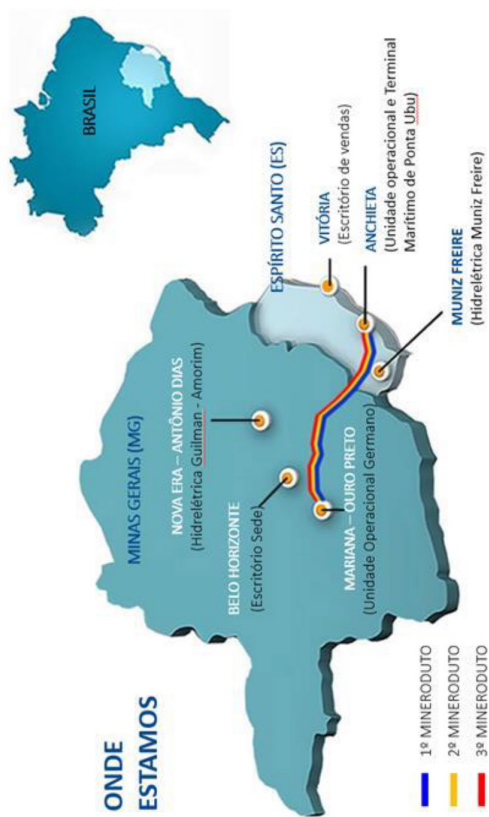 ONDE
ESTAMOS
MINAS GERAIS (MG)
NOVA ERA – ANTÔNIO DIAS
(Hidrelétrica Guilman - Amorim)
BELO HORIZONTE
(Escritório Sede)
MARIANA – OURO PRETO
(Unidade Operacional Germano)
ESPÍRITO SANTO (ES)
VITÓRIA
(Escritório de vendas)
ANCHIETA
(Unidade operacional e Terminal
Marítimo de Ponta Ubu)
MUNIZ FREIRE
(Hidrelétrica Muniz Freire)
BRASIL
1º MINERODUTO
2º MINERODUTO
3º MINERODUTO